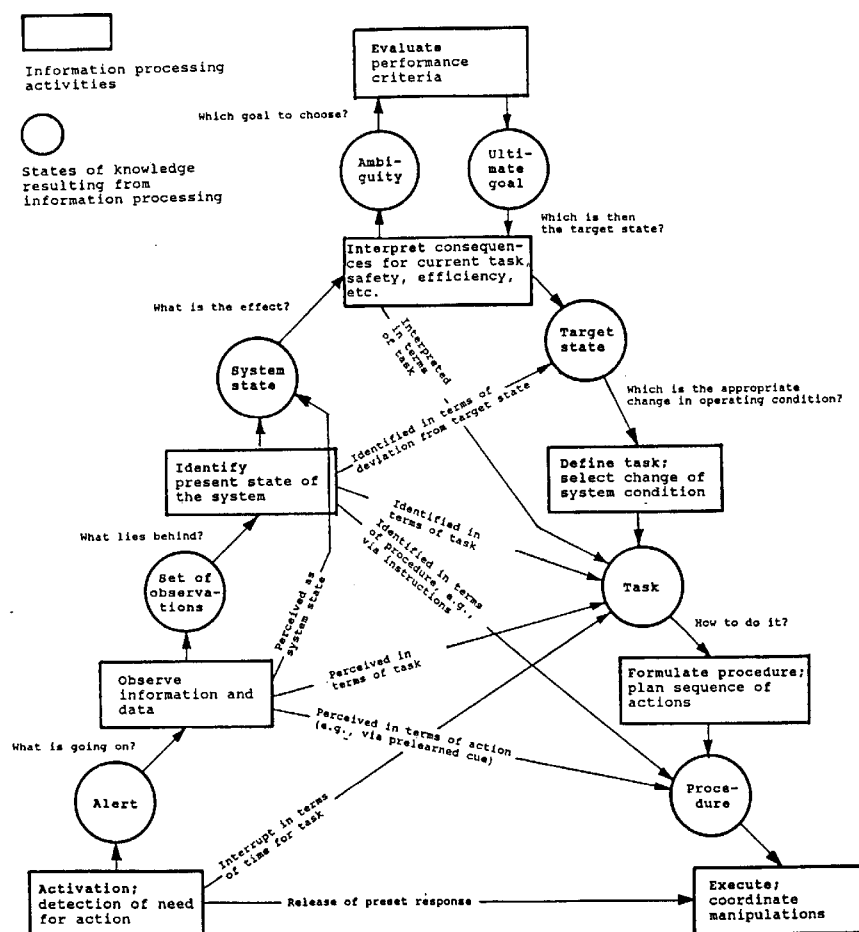 Information processing
activities
States of knowledge
resulting from
information processing
Evaluate
performance
criteria
Which goal to choose?
Ambi-
guity
Ulti-
mate
goal
Which is then
the target state?
Interpret consequen-
ces for current task,
safety, efficiency,
etc.
What is the effect?
System
state
Interpreted
in terms
of task
Target
state
Which is the appropriate
change in operating condition?
Identified in terms of
deviation from target state
Identify
present state of
the system
Define task;
select change of
system condition
What lies behind?
Identified in
terms of task
Identified in terms
of procedure, e.g.,
via instructions
Set of
observa-
tions
Task
Perceived as
system state
How to do it?
Perceived in
terms of task
Observe
information and
data
Formulate procedure;
plan sequence of
actions
What is going on?
Perceived in terms of action
(e.g., via prelearned cue)
Alert
Proce-
dure
Interrupt in terms
of time for task
Activation;
detection of need
for action
Release of preset response
Execute;
coordinate
manipulations